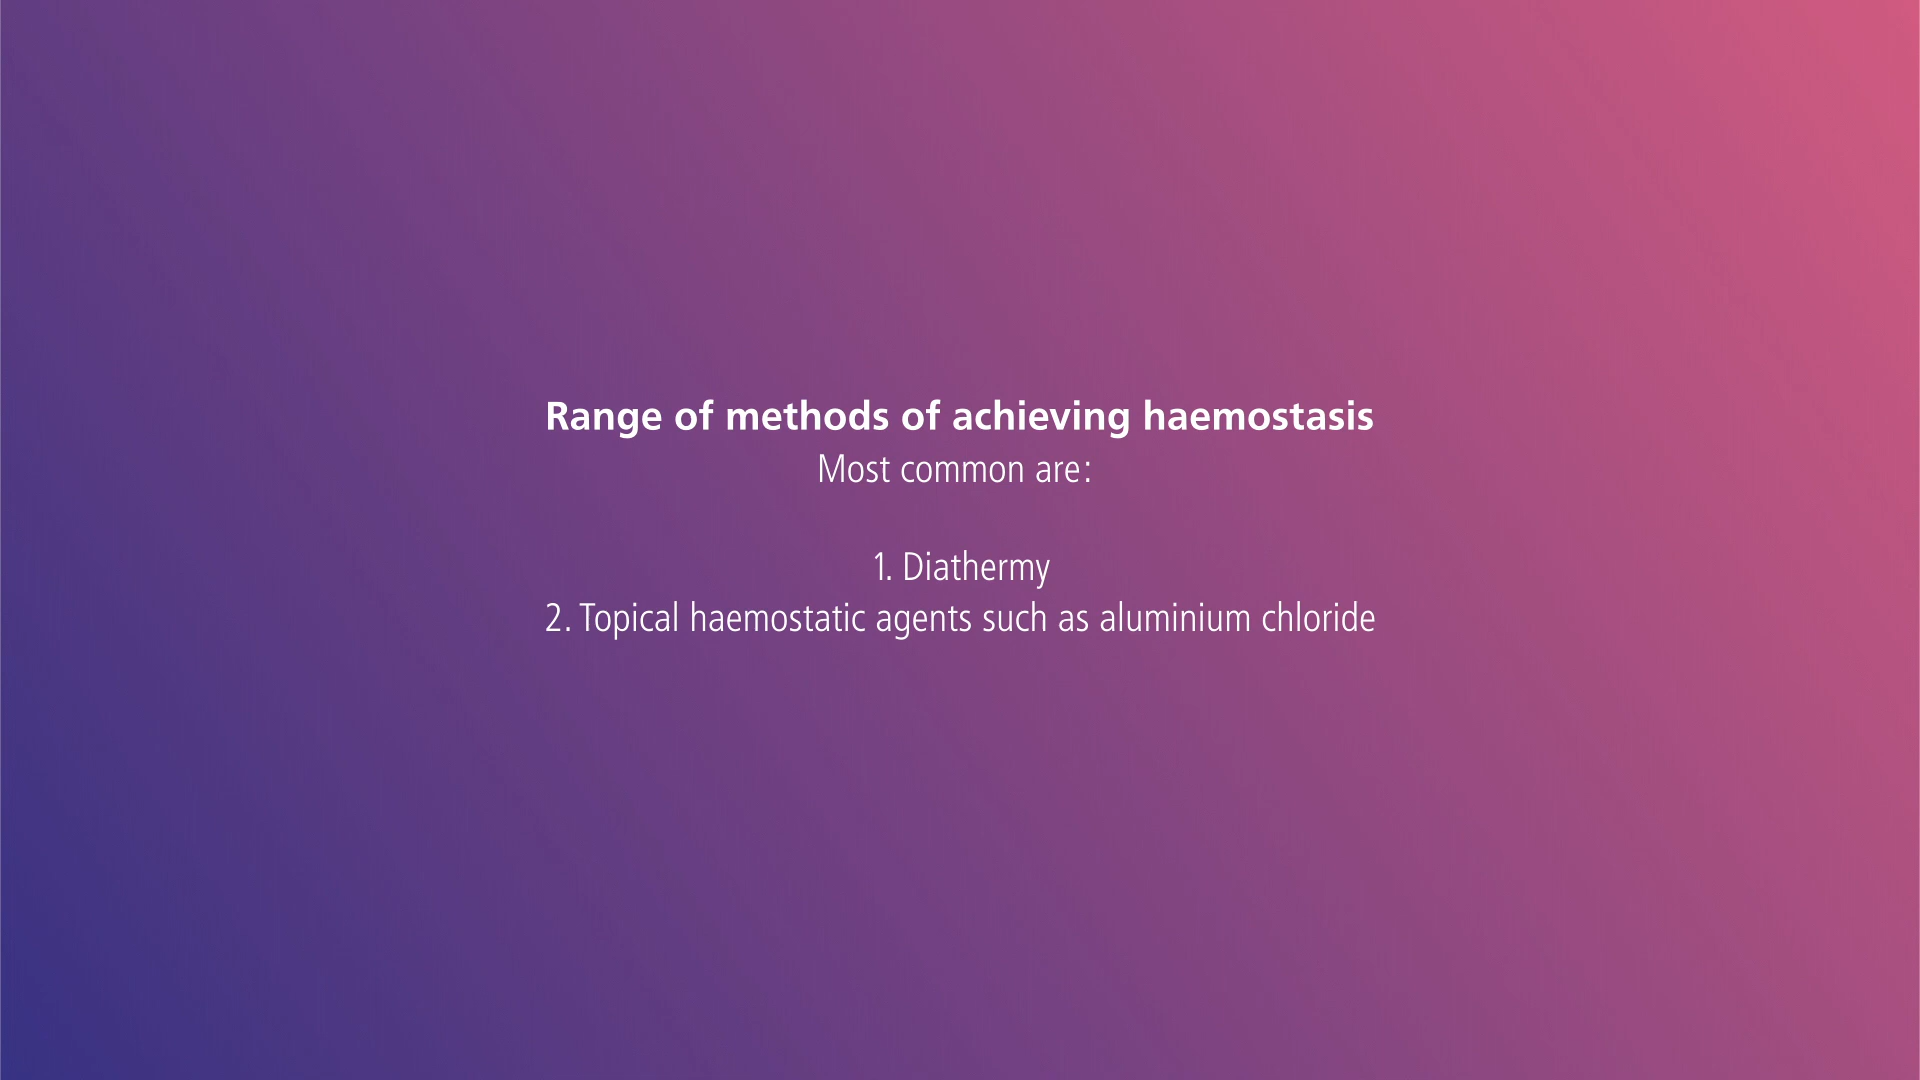 Range of methods of achieving haemostasis
Most common are:
1. Diathermy
2. Topical haemostatic agents such as aluminium chloride